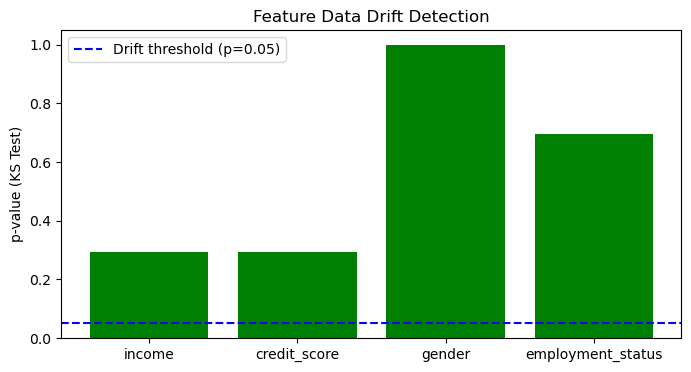 Feature Data Drift Detection
Drift threshold (p=0.05)
p-value (KS Test)
1.0
0.8
0.6
0.4
0.2
0.0
income credit_score gender employment_status